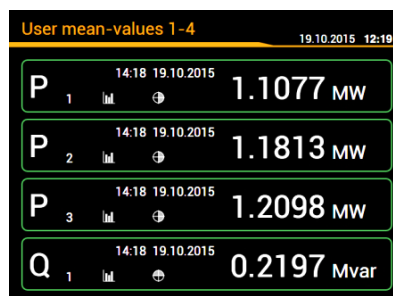 User mean-values 1-4
19.10.2015 12:19
14:18 19.10.2015
P 1 1.1077 MW
14:18 19.10.2015
P 2 1.1813 MW
14:18 19.10.2015
P 3 1.2098 MW
14:18 19.10.2015
Q 1 0.2197 Mvar